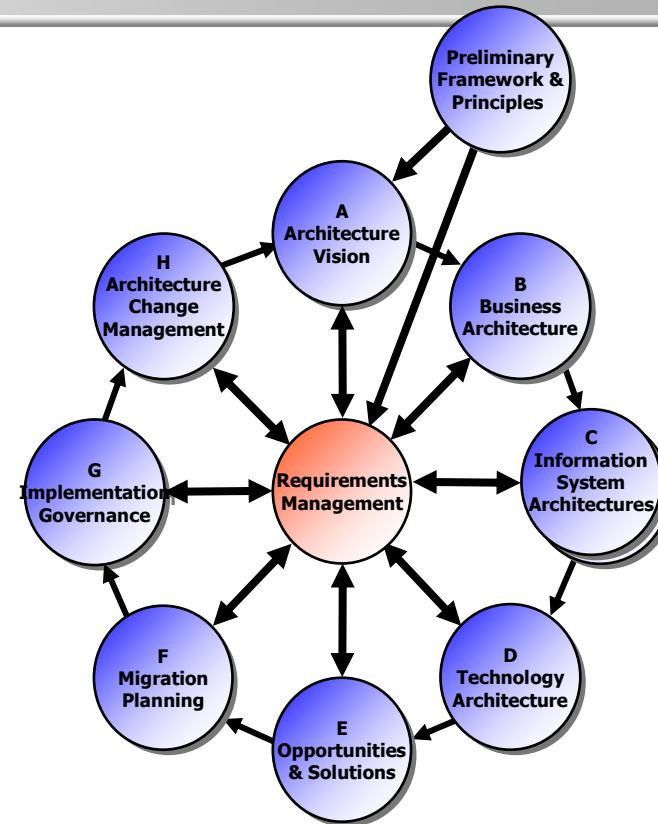 Preliminary
Framework &
Principles
A
Architecture
Vision
B
Business
Architecture
C
Information
System
Architectures
D
Technology
Architecture
E
Opportunities
& Solutions
F
Migration
Planning
G
Implementation
Governance
H
Architecture
Change
Management
Requirements
Management